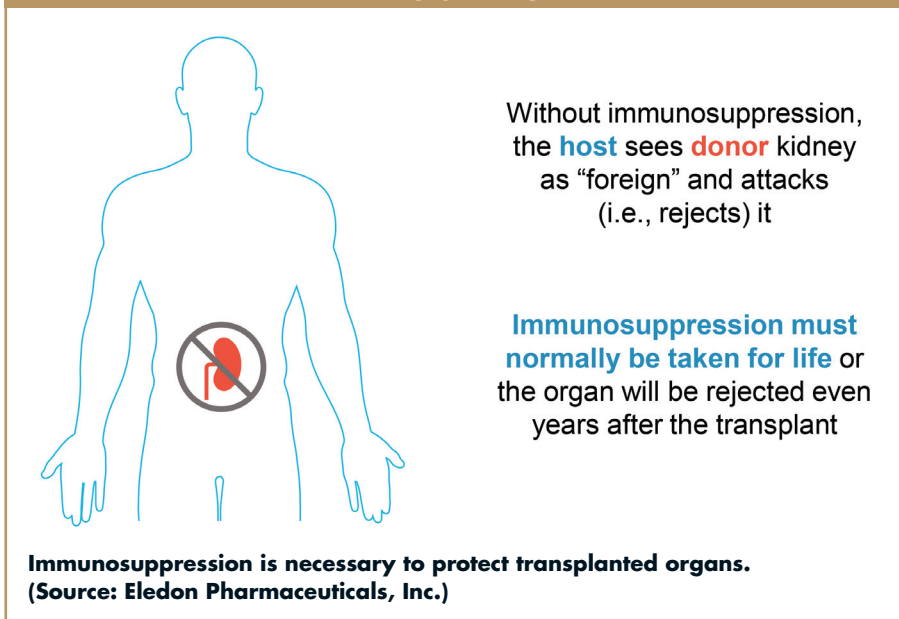 Without immunosuppression,
the host sees donor kidney
as “foreign” and attacks
(i.e., rejects) it
Immunosuppression must
normally be taken for life or
the organ will be rejected even
years after the transplant
Immunosuppression is necessary to protect transplanted organs.
(Source: Eledon Pharmaceuticals, Inc.)